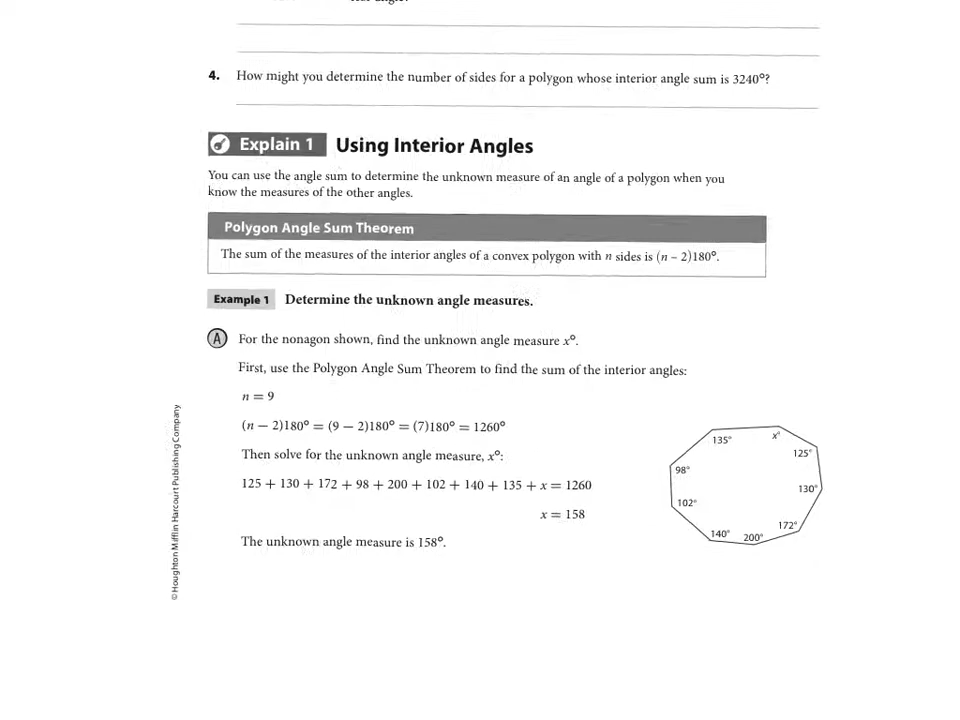 4. How might you determine the number of sides for a polygon whose interior angle sum is 3240°?
Explain 1 Using Interior Angles
You can use the angle sum to determine the unknown measure of an angle of a polygon when you
know the measures of the other angles.
Polygon Angle Sum Theorem
The sum of the measures of the interior angles of a convex polygon with n sides is (n – 2)180°.
Example 1 Determine the unknown angle measures.
A For the nonagon shown, find the unknown angle measure x°.
First, use the Polygon Angle Sum Theorem to find the sum of the interior angles:
n = 9
(n − 2)180° = (9 − 2)180° = (7)180° = 1260°
Then solve for the unknown angle measure, x°:
125 + 130 + 172 + 98 + 200 + 102 + 140 + 135 + x = 1260
x = 158
The unknown angle measure is 158°.
135°
x°
125°
98°
130°
102°
172°
140°
200°
© Houghton Mifflin Harcourt Publishing Company